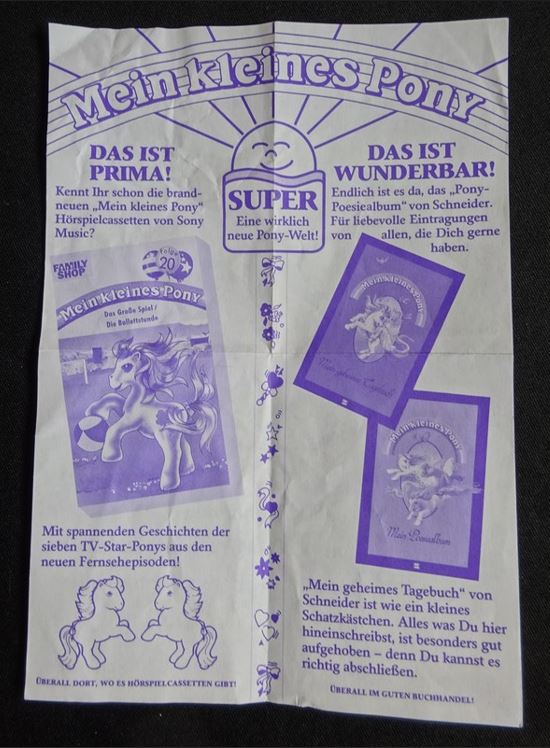 Mein kleines Pony
DAS IST
PRIMA!
Kennt Ihr schon die brand-
neuen „Mein kleines Pony“
Hörspielcassetten von Sony
Music?
SUPER
Eine wirklich
neue Pony-Welt!
DAS IST
WUNDERBAR!
Endlich ist es da, das „Pony-
Poesiealbum“ von Schneider.
Für liebevolle Eintragungen
von allen, die Dich gerne
haben.
FAMILY
SHOP
Folge
20
Mein kleines Pony
Das Große Spiel/
Die Ballettstunde
Mein kleines Pony
Mein geheimes Tagebuch
Mein kleines Pony
Mein Poesiealbum
Mit spannenden Geschichten der
sieben TV-Star-Ponys aus den
neuen Fernsehepisoden!
ÜBERALL DORT, WO ES HÖRSPIELCASSETTEN GIBT!
„Mein geheimes Tagebuch“ von
Schneider ist wie ein kleines
Schatzkästchen. Alles was Du hier
hineinschreibst, ist besonders gut
aufgehoben – denn Du kannst es
richtig abschließen.
ÜBERALL IM GUTEN BUCHHANDEL!